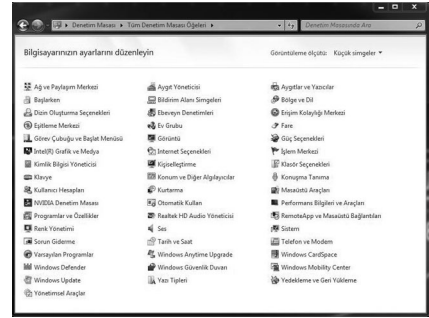 Denetim Masası Tüm Denetim Masası Öğeleri Denetim Masasında Ara
Bilgisayarınızın ayarlarını düzenleyin Görüntüleme ölçütü: Küçük simgeler
Ağ ve Paylaşım Merkezi Aygıt Yöneticisi Aygıtlar ve Yazıcılar
Başlarken Bildirim Alanı Simgeleri Bölge ve Dil
Dizin Oluşturma Seçenekleri Ebeveyn Denetimleri Erişim Kolaylığı Merkezi
Eşitleme Merkezi Ev Grubu Fare
Görev Çubuğu ve Başlat Menüsü Görüntü Güç Seçenekleri
Intel(R) Grafik ve Medya Internet Seçenekleri İşlem Merkezi
Kimlik Bilgisi Yöneticisi Kişiselleştirme Klasör Seçenekleri
Klavye Konum ve Diğer Algılayıcılar Konuşma Tanıma
Kullanıcı Hesapları Kurtarma Masaüstü Araçları
NVIDIA Denetim Masası Otomatik Kullan Performans Bilgileri ve Araçları
Programlar ve Özellikler Realtek HD Audio Yöneticisi RemoteApp ve Masaüstü Bağlantıları
Renk Yönetimi Ses Sistem
Sorun Giderme Tarih ve Saat Telefon ve Modem
Varsayılan Programlar Windows Anytime Upgrade Windows CardSpace
Windows Defender Windows Güvenlik Duvarı Windows Mobility Center
Windows Update Yazı Tipleri Yedekleme ve Geri Yükleme
Yönetimsel Araçlar